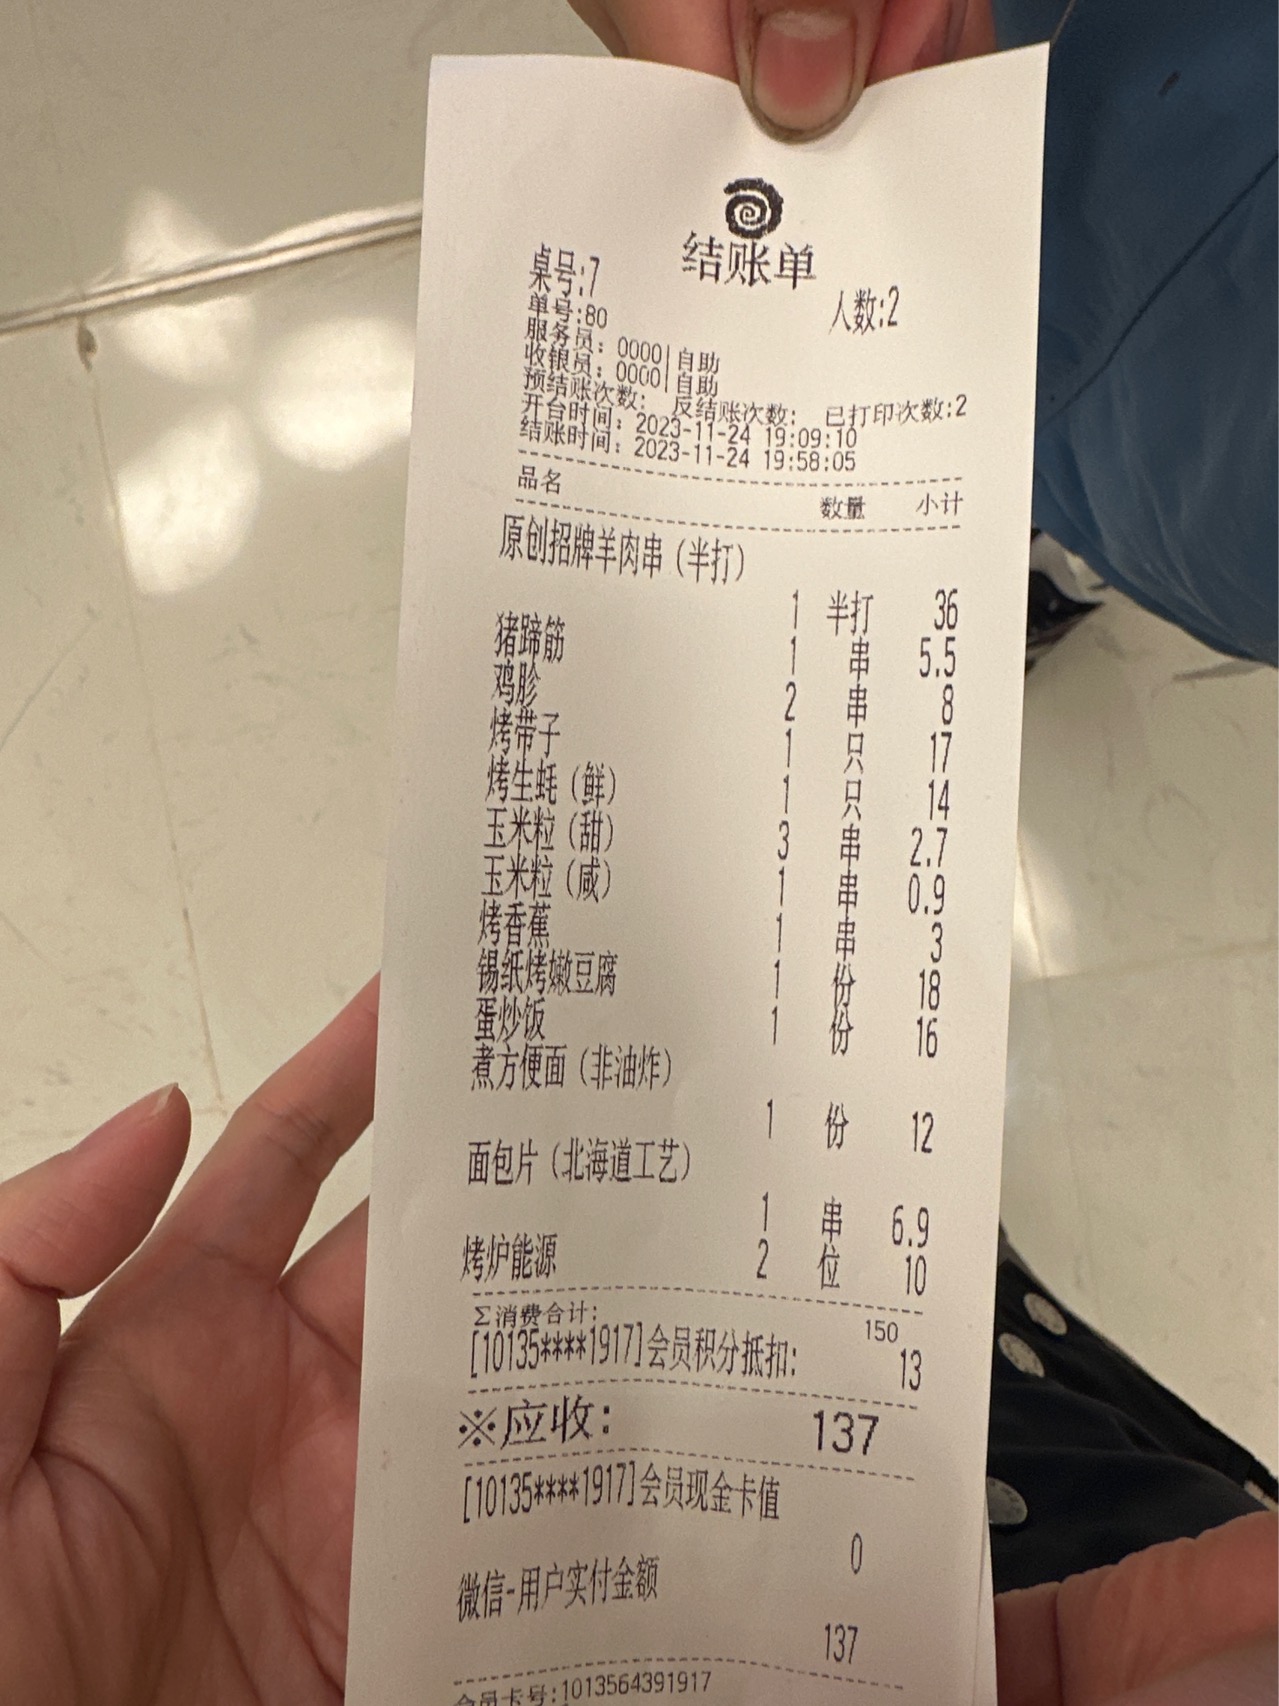 结账单
桌号:7 人数:2
单号:80
服务员: 0000|自助
收银员: 0000|自助
预结账次数: 反结账次数: 已打印次数:2
开台时间: 2023-11-24 19:09:10
结账时间: 2023-11-24 19:58:05
品名 数量 小计
原创招牌羊肉串(半打)
1 半打 36
猪蹄筋 1 串 5.5
鸡胗 2 串 8
烤带子 1 只 17
烤生蚝(鲜) 1 只 14
玉米粒(甜) 3 串 2.7
玉米粒(咸) 1 串 0.9
烤香蕉 1 串 3
锡纸烤嫩豆腐 1 份 18
蛋炒饭 1 份 16
煮方便面(非油炸)
1 份 12
面包片(北海道工艺)
1 串 6.9
烤炉能源 2 位 10
Σ消费合计: 150
[10135****1917]会员积分抵扣: 13
※应收: 137
[10135****1917]会员现金卡值
0
微信-用户实付金额
137
会员卡号:1013564391917